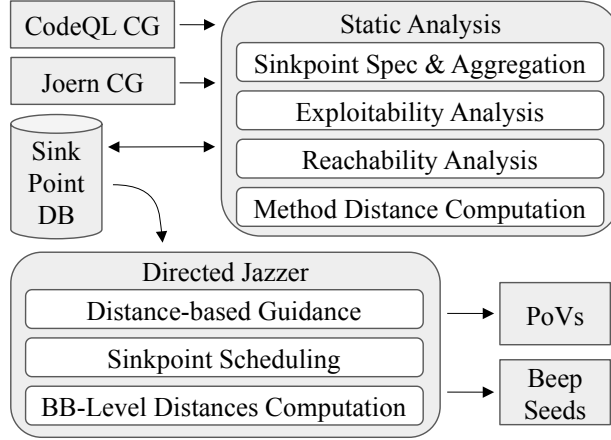 CodeQL CG
Joern CG
Sink
Point
DB
Static Analysis
Sinkpoint Spec & Aggregation
Exploitability Analysis
Reachability Analysis
Method Distance Computation
Directed Jazzer
Distance-based Guidance
Sinkpoint Scheduling
BB-Level Distances Computation
PoVs
Beep
Seeds